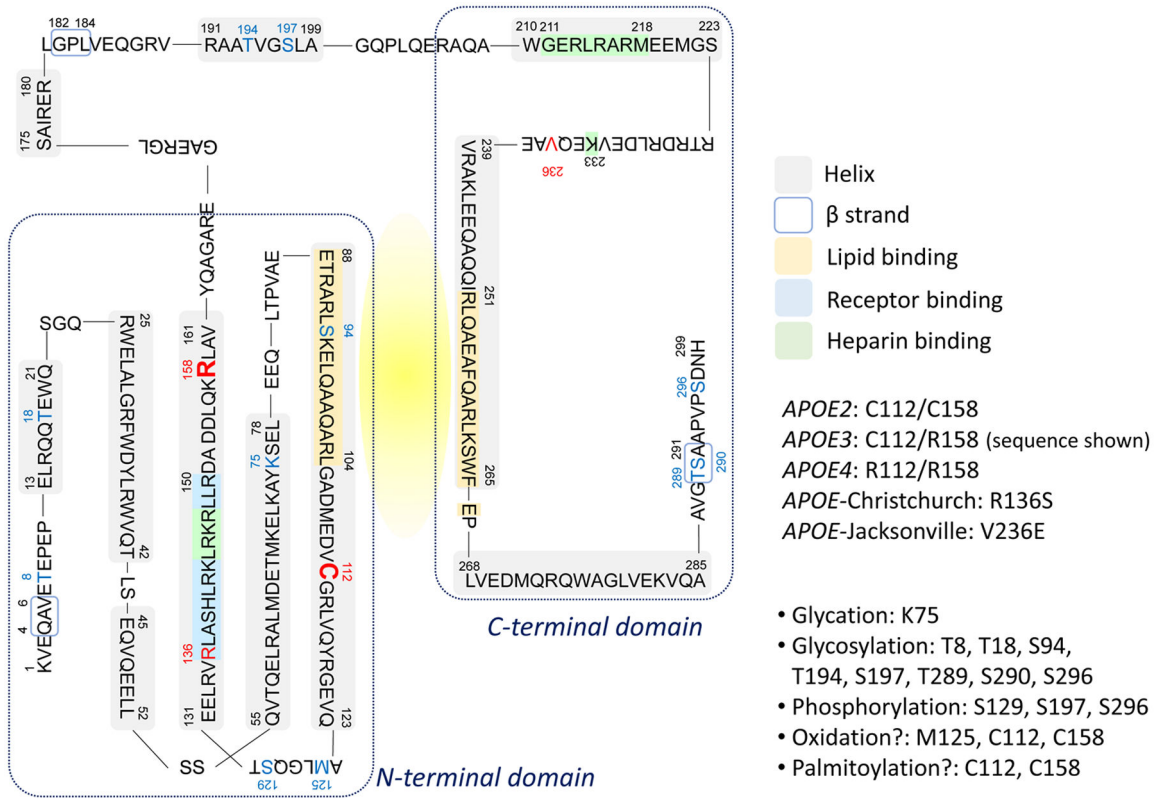 1 4 6 8
KVEQAVETEPEP
13 18 21
ELRQQTEWQ
SGQ
25 42
RWELALGRFWDYLRWVQT
LS
45 52
EQVQEELL
SS
55 75 78
QVTQELRALMDETMKELKAYKSEL
EEQ
LTPVAE
88 94 104 112 123
ETRARLSKELQAAQARLGADMEDVCGRLVQYRGEVQ
125 129
AMLGQST
131 136 150 158 161
EELRVRLASHLRKLRKRLLRDA DDLQKRLAV
YQAGARE
GAERGL
175 180
SAIRER
182 184
LGPLVEQGRV
191 194 197 199
RAATVGSLA
GQPLQERAQA
210 211 218 223
WGERLRARMEEMGS
RTRDRLDEVKEQVAE
233 236
239 251 265
VRAKLEEQAQQIRLQAEAFQARLKSWF
EP
268 285
LVEDMQRQWAGLVEKVQA
289 290 291 296 299
AVGTSAAPVPSDNH
N-terminal domain
C-terminal domain
Helix
β strand
Lipid binding
Receptor binding
Heparin binding
APOE2: C112/C158
APOE3: C112/R158 (sequence shown)
APOE4: R112/R158
APOE-Christchurch: R136S
APOE-Jacksonville: V236E
• Glycation: K75
• Glycosylation: T8, T18, S94,
T194, S197, T289, S290, S296
• Phosphorylation: S129, S197, S296
• Oxidation?: M125, C112, C158
• Palmitoylation?: C112, C158